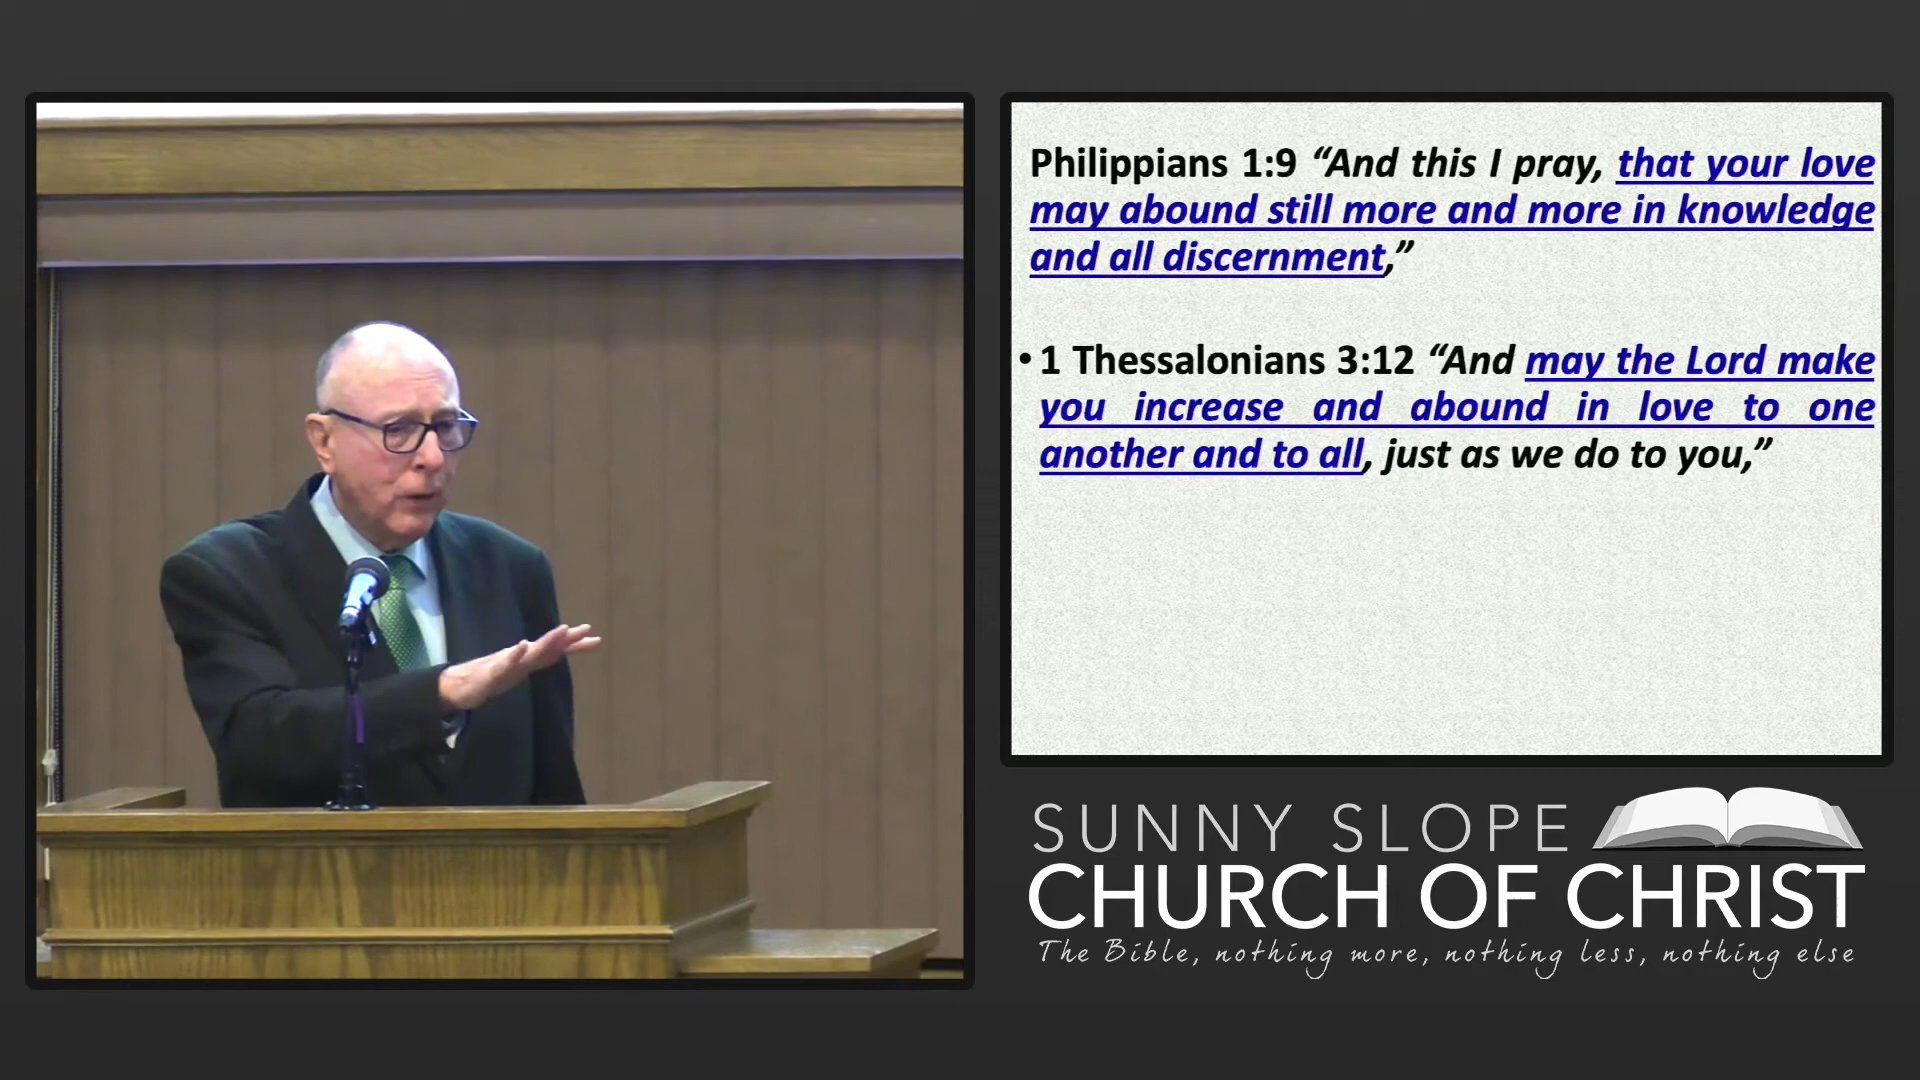 Philippians 1:9 “And this I pray, that your love
may abound still more and more in knowledge
and all discernment,”
• 1 Thessalonians 3:12 “And may the Lord make
you increase and abound in love to one
another and to all, just as we do to you,”
SUNNY SLOPE
CHURCH OF CHRIST
The Bible, nothing more, nothing less, nothing else